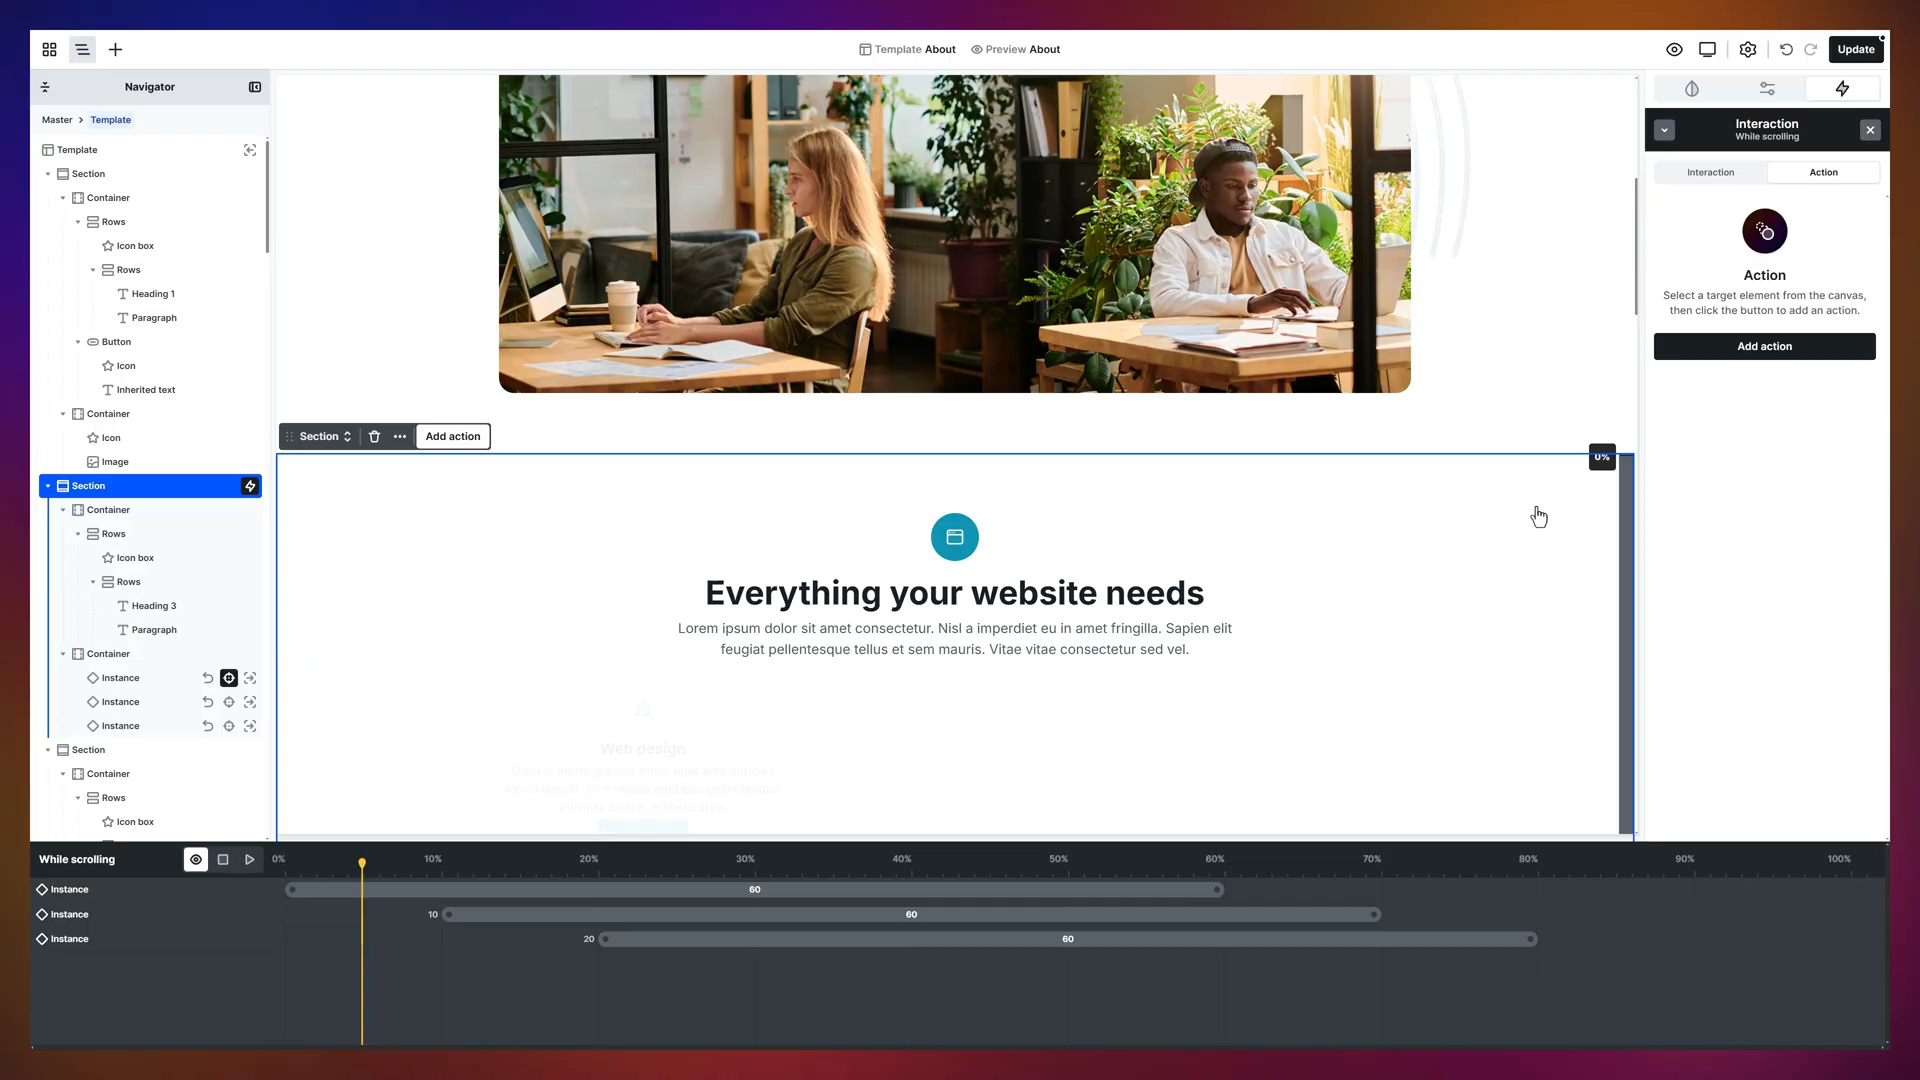 Template About
Preview About
Update
Navigator
Master
Template
Template
Section
Container
Rows
Icon box
Rows
Heading 1
Paragraph
Button
Icon
Inherited text
Container
Icon
Image
Section
Container
Rows
Icon box
Rows
Heading 3
Paragraph
Container
Instance
Instance
Instance
Section
Container
Rows
Icon box
Section
Add action
0%
Everything your website needs
Lorem ipsum dolor sit amet consectetur. Nisl a imperdiet eu in amet fringilla. Sapien elit
feugiat pellentesque tellus et sem mauris. Vitae vitae consectetur sed vel.
Web design
Interaction
While scrolling
Interaction
Action
Action
Select a target element from the canvas,
then click the button to add an action.
Add action
While scrolling
0% 10% 20% 30% 40% 50% 60% 70% 80% 90% 100%
Instance 60
Instance 10 60
Instance 20 60